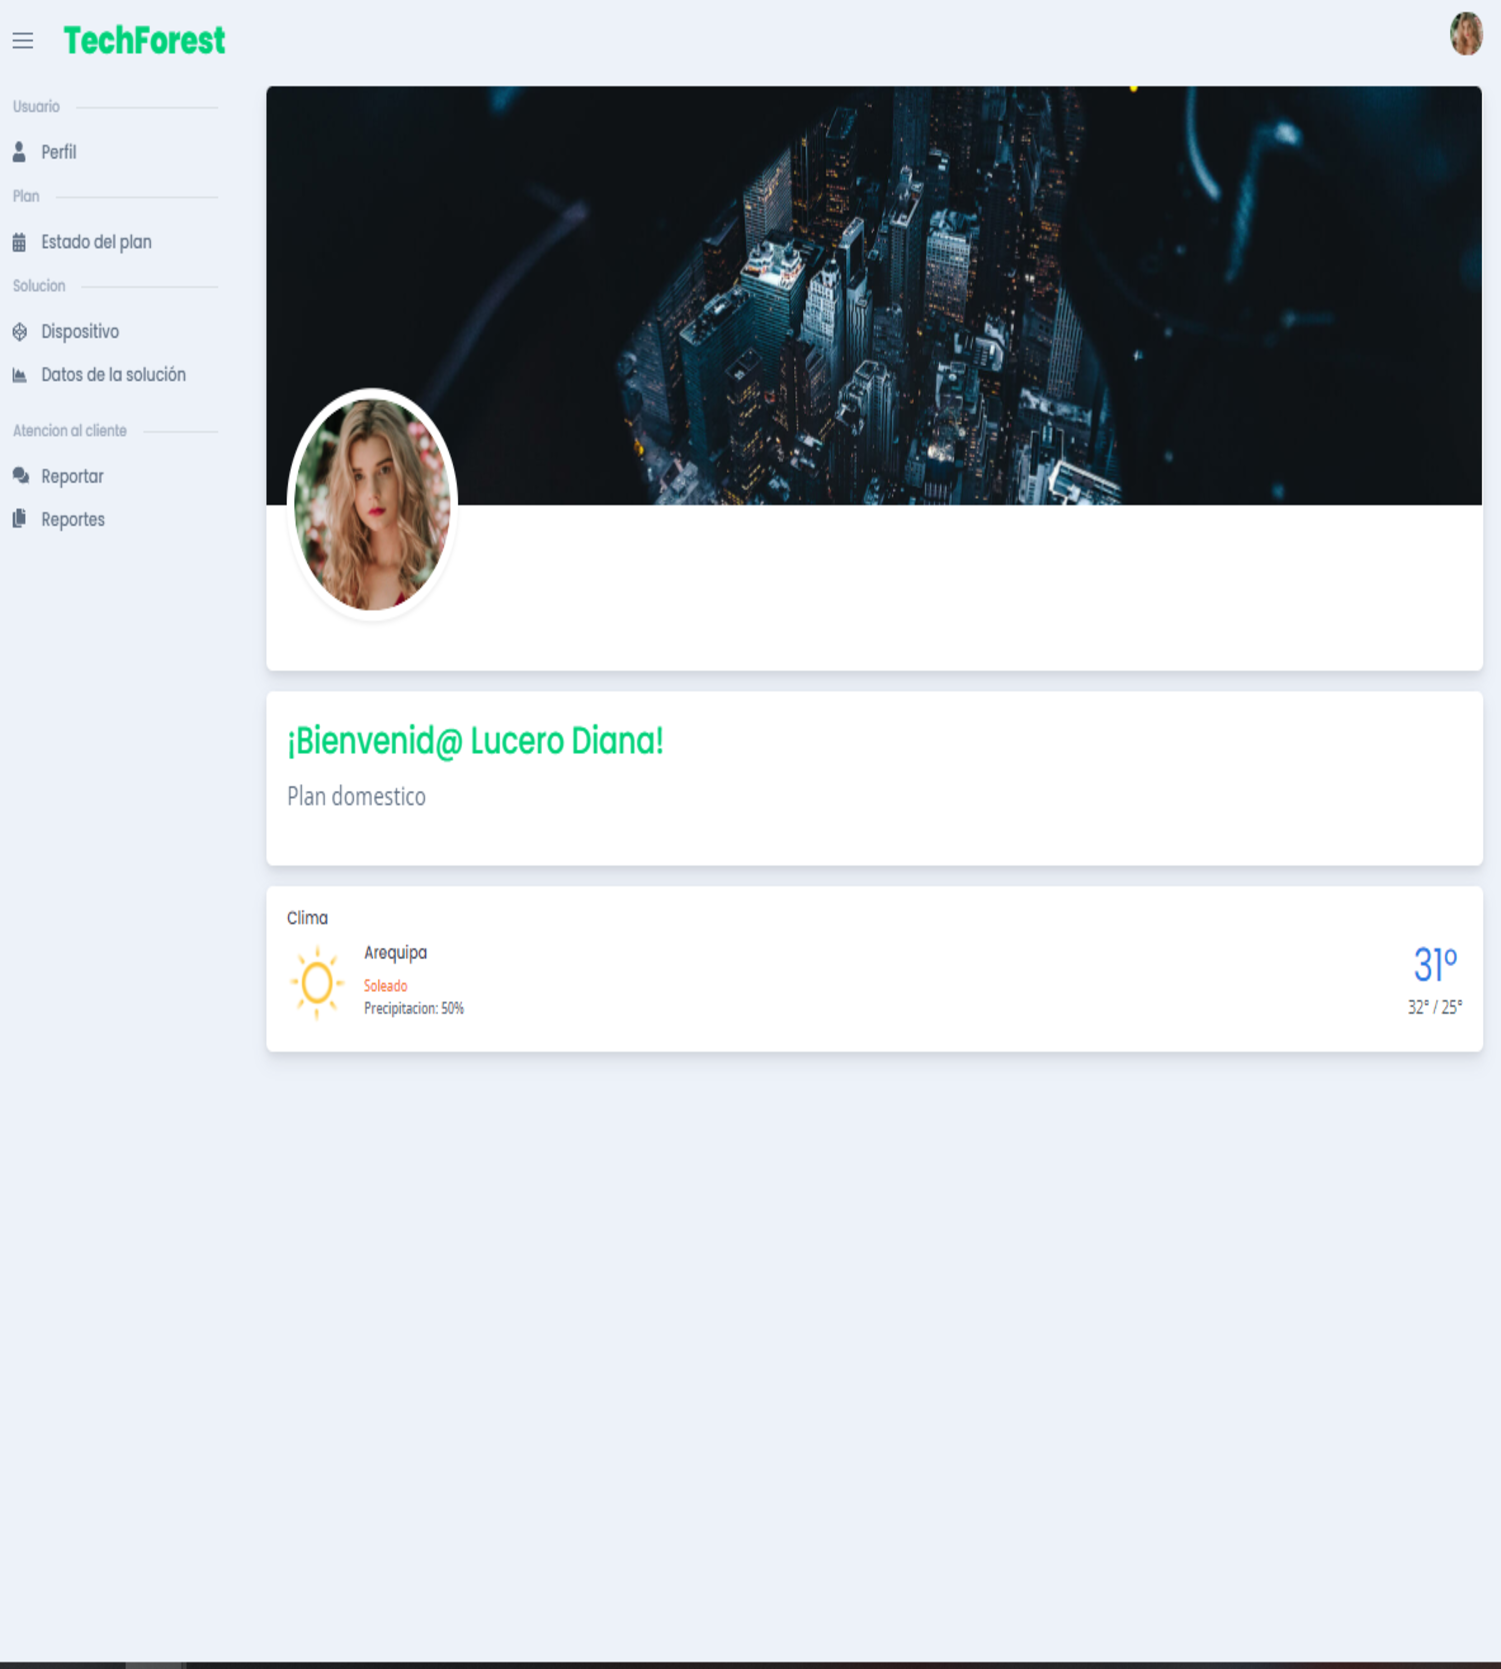 TechForest
Usuario
Perfil
Plan
Estado del plan
Solucion
Dispositivo
Datos de la solución
Atencion al cliente
Reportar
Reportes
¡Bienvenid@ Lucero Diana!
Plan domestico
Clima
Arequipa
Soleado
Precipitacion: 50%
31°
32° / 25°